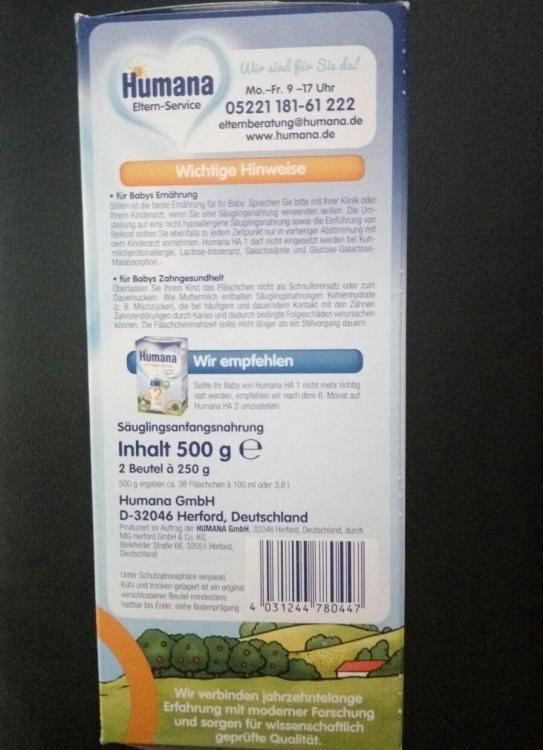 Humana
Eltern-Service
Wir sind für Sie da!
Mo.–Fr. 9 –17 Uhr
05221 181-61 222
elternberatung@humana.de
www.humana.de
Wichtige Hinweise
• für Babys Ernährung
Stillen ist die beste Ernährung für Ihr Baby. Sprechen Sie bitte mit Ihrer Klinik oder
Ihrem Kinderarzt, wenn Sie eine Säuglingsnahrung verwenden wollen. Die Um-
stellung auf eine nicht hypoallergene Säuglingsnahrung sowie die Einführung von
Beikost sollten Sie ebenfalls zu jedem Zeitpunkt nur in vorheriger Abstimmung mit
dem Kinderarzt vornehmen. Humana HA 1 darf nicht eingesetzt werden bei Kuh-
milchproteinallergie, Lactose-Intoleranz, Galactosämie und Glucose-Galactose-
Malabsorption.
• für Babys Zahngesundheit
Überlassen Sie Ihrem Kind das Fläschchen nicht als Schnullerersatz oder zum
Dauernuckeln. Wie Muttermilch enthalten Säuglingsnahrungen Kohlenhydrate
(z. B. Milchzucker), die bei häufigem und dauerndem Kontakt mit den Zähnen
Zahnzerstörungen durch Karies und dadurch bedingte Folgeschäden verursachen
können. Die Fläschchenmahlzeit sollte nicht länger als ein Stillvorgang dauern.
Humana
2
Wir empfehlen
Sollte Ihr Baby von Humana HA 1 nicht mehr richtig
satt werden, empfehlen wir nach dem 6. Monat auf
Humana HA 2 umzustellen.
Säuglingsanfangsnahrung
Inhalt 500 g ℮
2 Beutel à 250 g
500 g ergeben ca. 38 Fläschchen à 100 ml oder 3,8 l
Humana GmbH
D-32046 Herford, Deutschland
Produziert im Auftrag der HUMANA GmbH, 32046 Herford, Deutschland, durch
MIG Herford GmbH & Co. KG,
Bielefelder Straße 66, 32051 Herford,
Deutschland
Unter Schutzatmosphäre verpackt.
Kühl und trocken gelagert ist ein original
verschlossener Beutel mindestens
haltbar bis Ende: siehe Bodenprägung
4 031244 780447
Wir verbinden jahrzehntelange
Erfahrung mit moderner Forschung
und sorgen für wissenschaftlich
geprüfte Qualität.